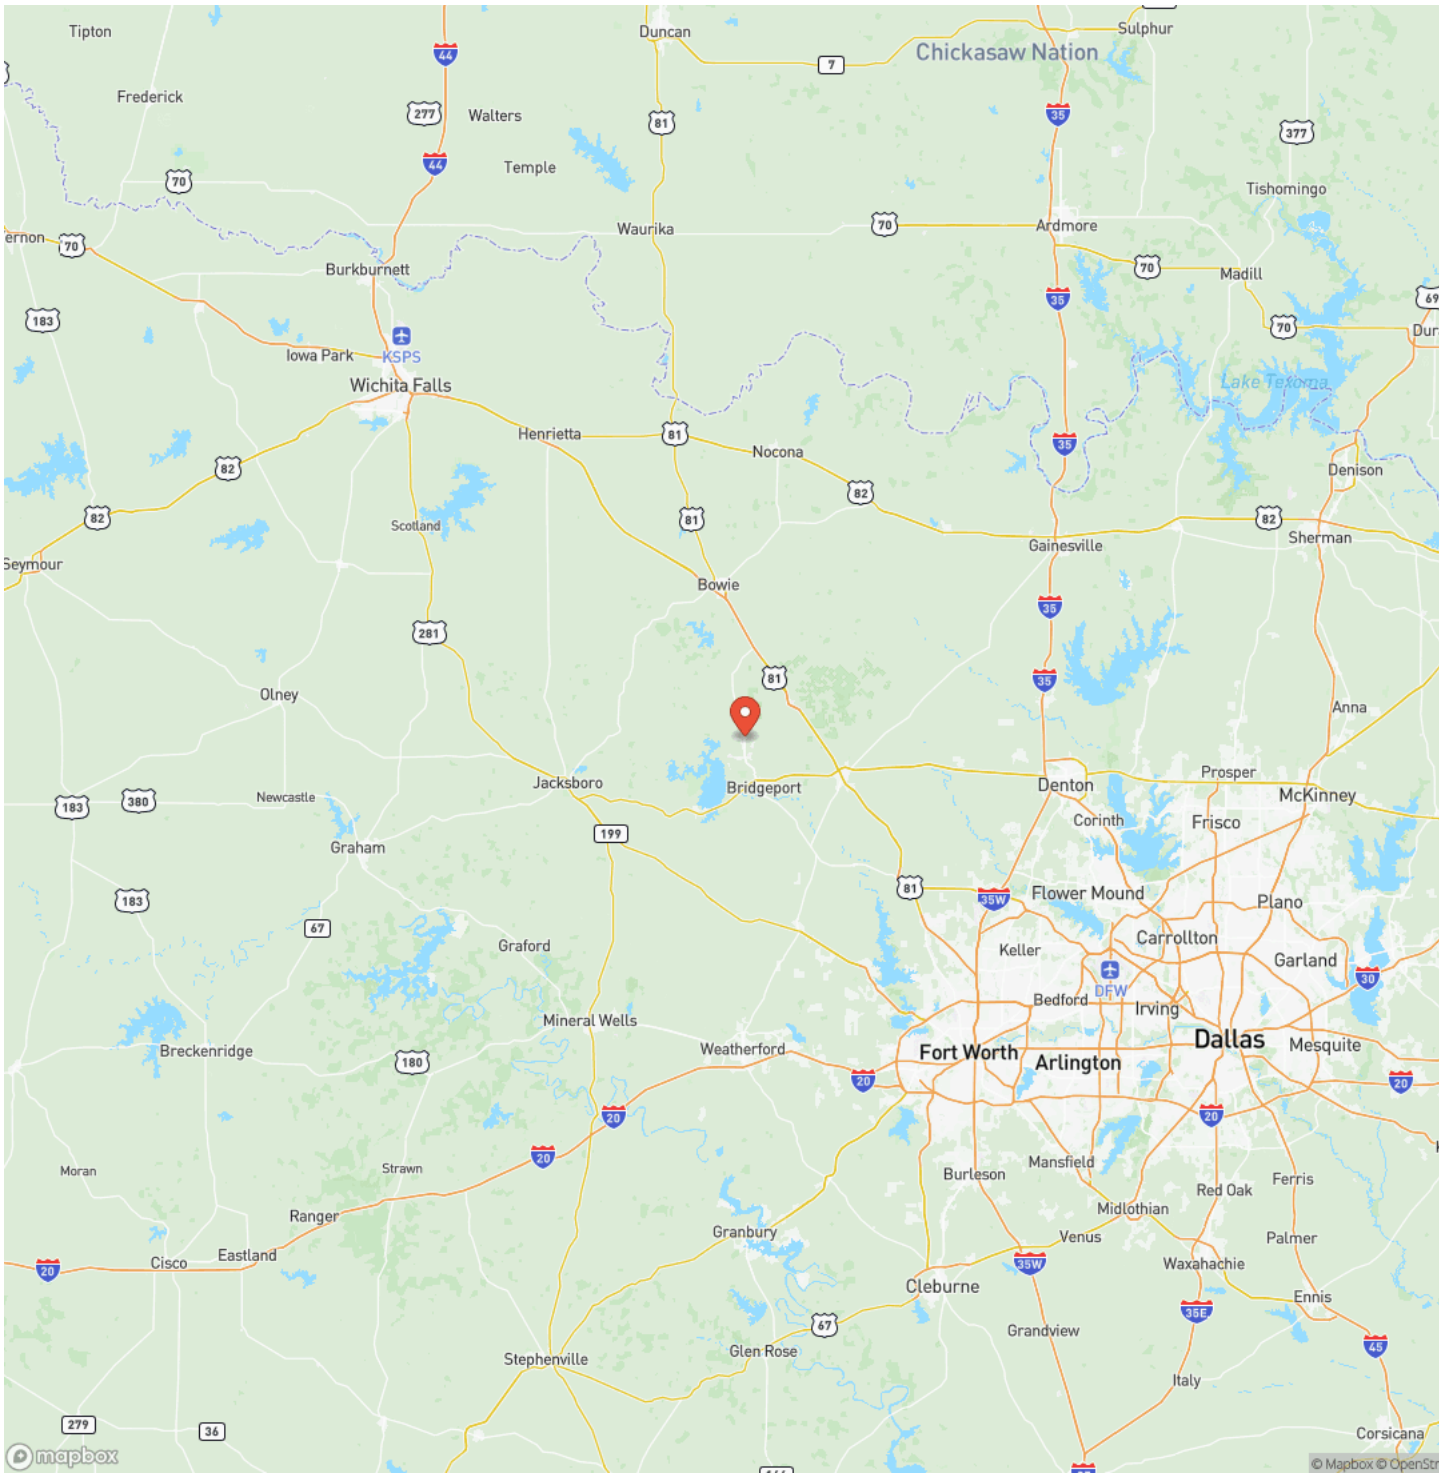 Tipton
Duncan
Sulphur
44
7
Chickasaw Nation
Frederick
277
Walters
81
35
377
44
Temple
70
Tishomingo
Waurika
70
Ardmore
ernon
70
Burkburnett
70
Madill
35
69
183
70
Dur
KSPS
Iowa Park
Wichita Falls
Lake Texoma
Henrietta
81
Nocona
35
82
82
Denison
82
81
Scotland
82
Sherman
Gainesville
Seymour
Bowie
35
281
81
35
Olney
Anna
Jacksboro
Bridgeport
Denton
Prosper
McKinney
183
380
Newcastle
Corinth
Frisco
199
Graham
81
35W
Flower Mound
Plano
183
67
Graford
Keller
Carrollton
Garland
30
DFW
Bedford
Irving
Mineral Wells
Dallas
Mesquite
Breckenridge
180
Weatherford
Fort Worth
Arlington
20
20
20
20
20
Moran
Strawn
Burleson
Mansfield
Ferris
Red Oak
Ranger
Granbury
Midlothian
Venus
Palmer
Cisco
Eastland
20
35W
Waxahachie
Cleburne
Ennis
35E
67
Grandview
45
Glen Rose
Stephenville
Italy
279
36
Corsicana
mapbox
© Mapbox © OpenStr